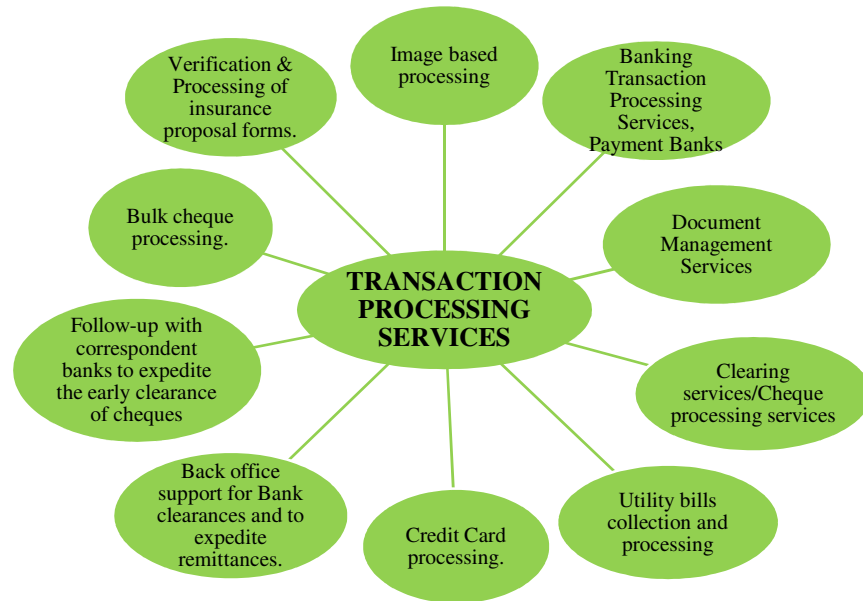 Image based
processing
Banking
Transaction
Processing
Services,
Payment Banks
Document
Management
Services
Clearing
services/Cheque
processing services
Utility bills
collection and
processing
Credit Card
processing.
Back office
support for Bank
clearances and to
expedite
remittances.
Follow-up with
correspondent
banks to expedite
the early clearance
of cheques
Bulk cheque
processing.
Verification &
Processing of
insurance
proposal forms.
TRANSACTION
PROCESSING
SERVICES